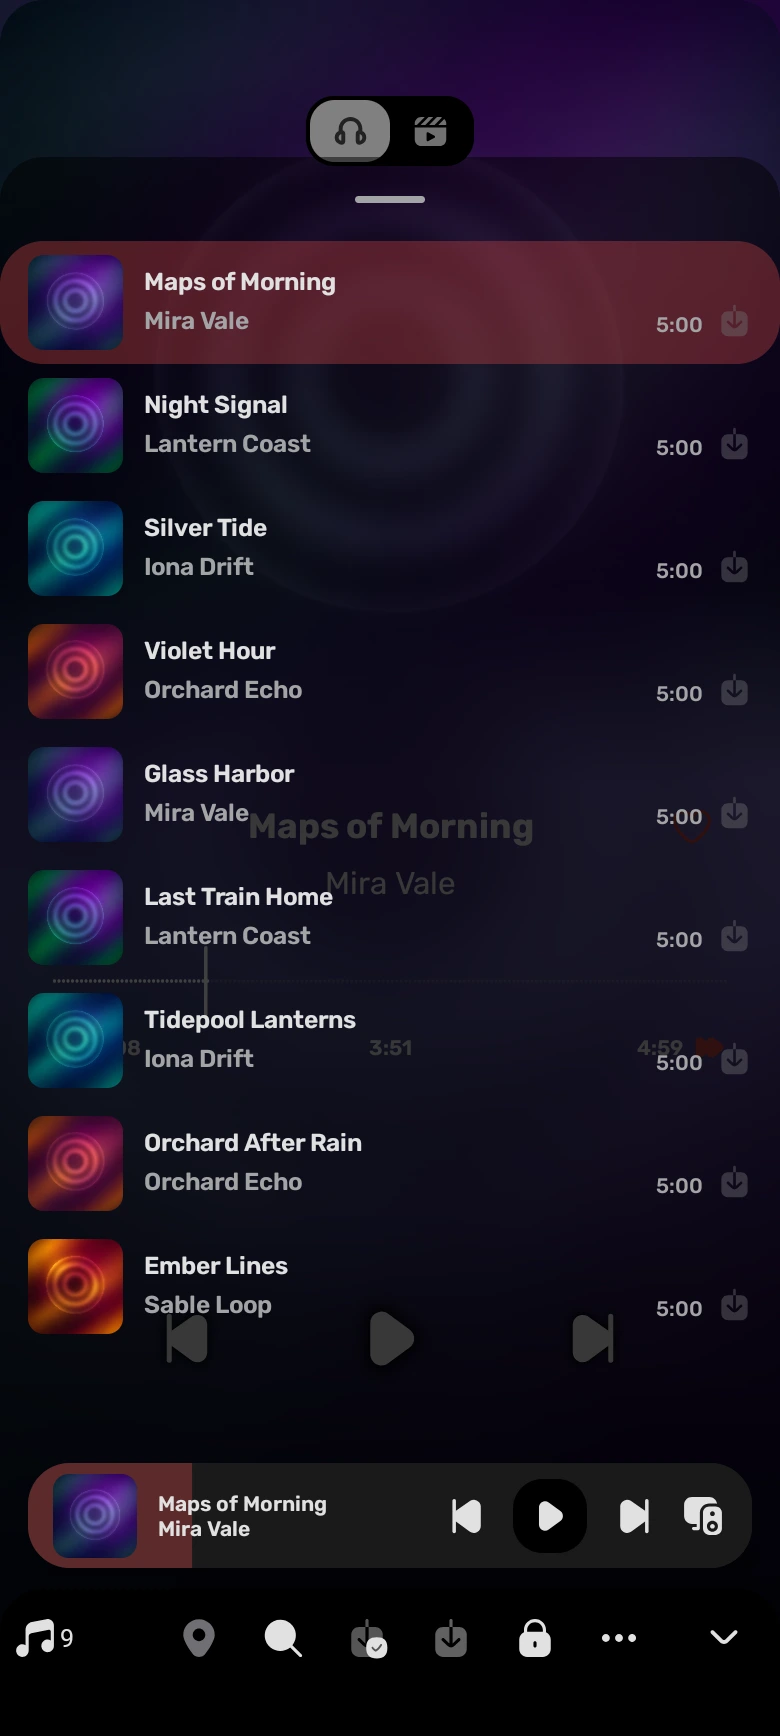 Maps of Morning
Mira Vale
5:00
Night Signal
Lantern Coast
5:00
Silver Tide
Iona Drift
5:00
Violet Hour
Orchard Echo
5:00
Glass Harbor
Mira Vale
5:00
Maps of Morning
Mira Vale
Last Train Home
Lantern Coast
5:00
Tidepool Lanterns
Iona Drift
5:00
3:51
4:59
Orchard After Rain
Orchard Echo
5:00
Ember Lines
Sable Loop
5:00
Maps of Morning
Mira Vale
9